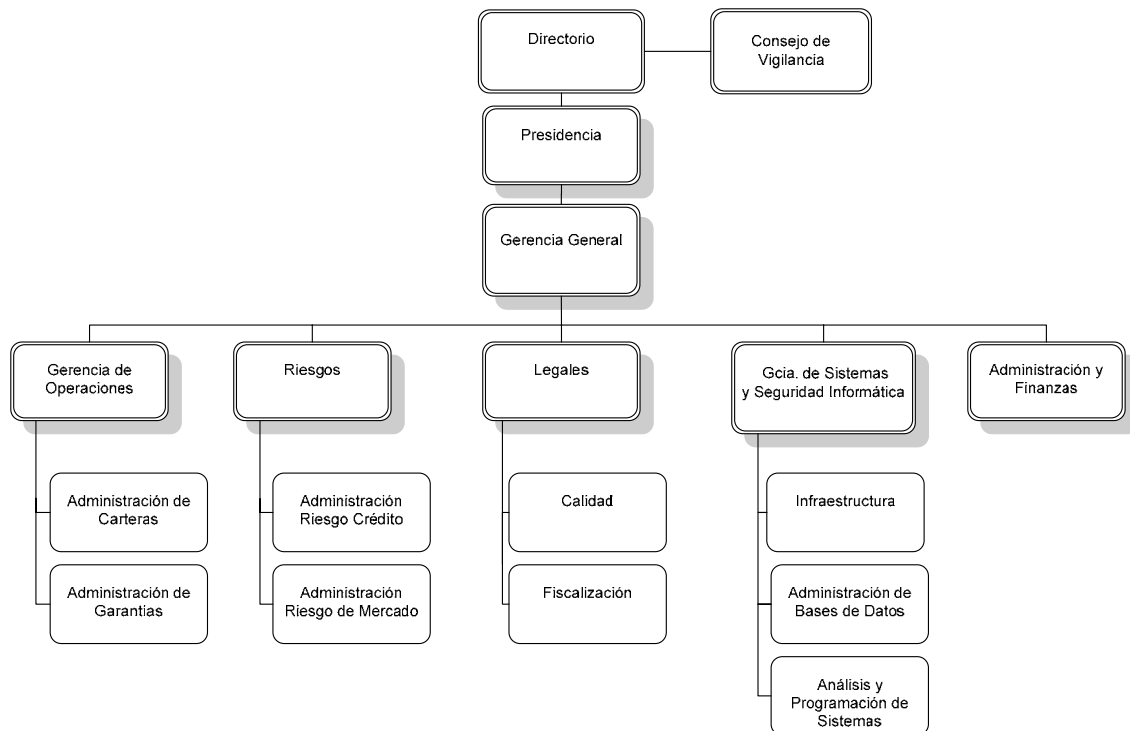 Directorio
Consejo de
Vigilancia
Presidencia
Gerencia General
Gerencia de
Operaciones
Riesgos
Legales
Gcia. de Sistemas
y Seguridad Informática
Administración y
Finanzas
Administración de
Carteras
Administración
Riesgo Crédito
Calidad
Infraestructura
Administración de
Garantías
Administración
Riesgo de Mercado
Fiscalización
Administración de
Bases de Datos
Análisis y
Programación de
Sistemas